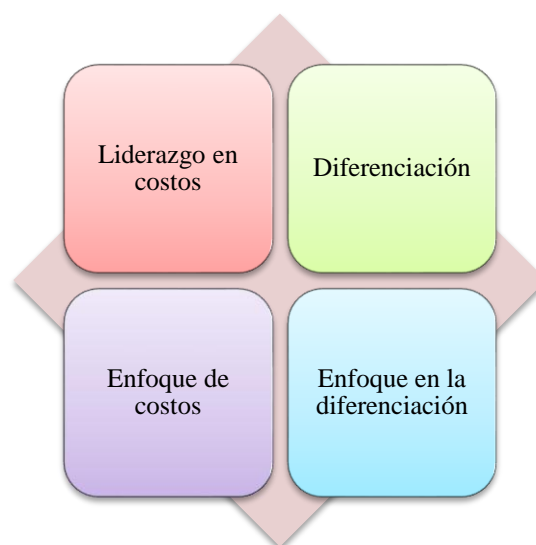 Liderazgo en
costos
Diferenciación
Enfoque de
costos
Enfoque en la
diferenciación